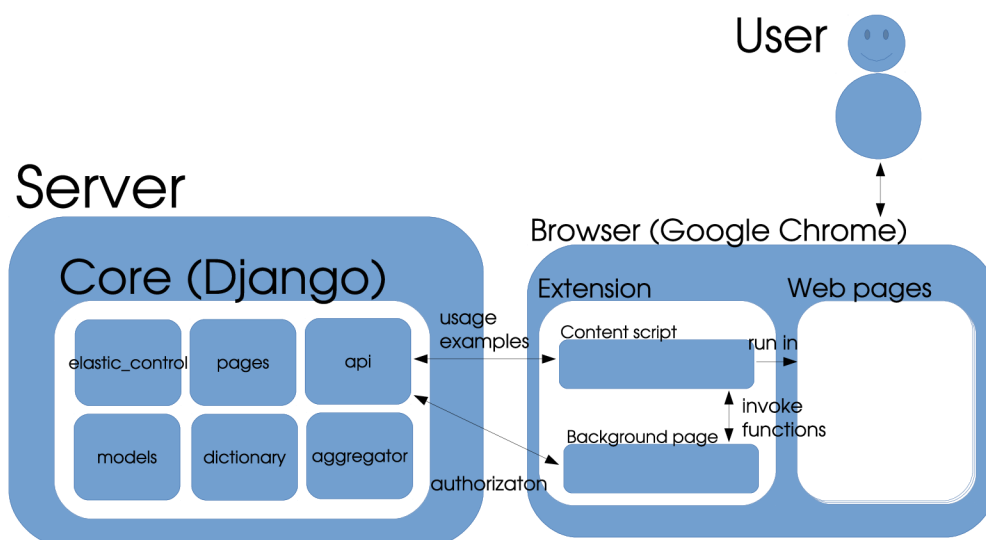 User
Server
Browser (Google Chrome)
Core (Django)
Extension
Web pages
usage
examples
Content script
run in
elastic_control
pages
api
invoke
functions
Background page
models
dictionary
aggregator
authorizaton